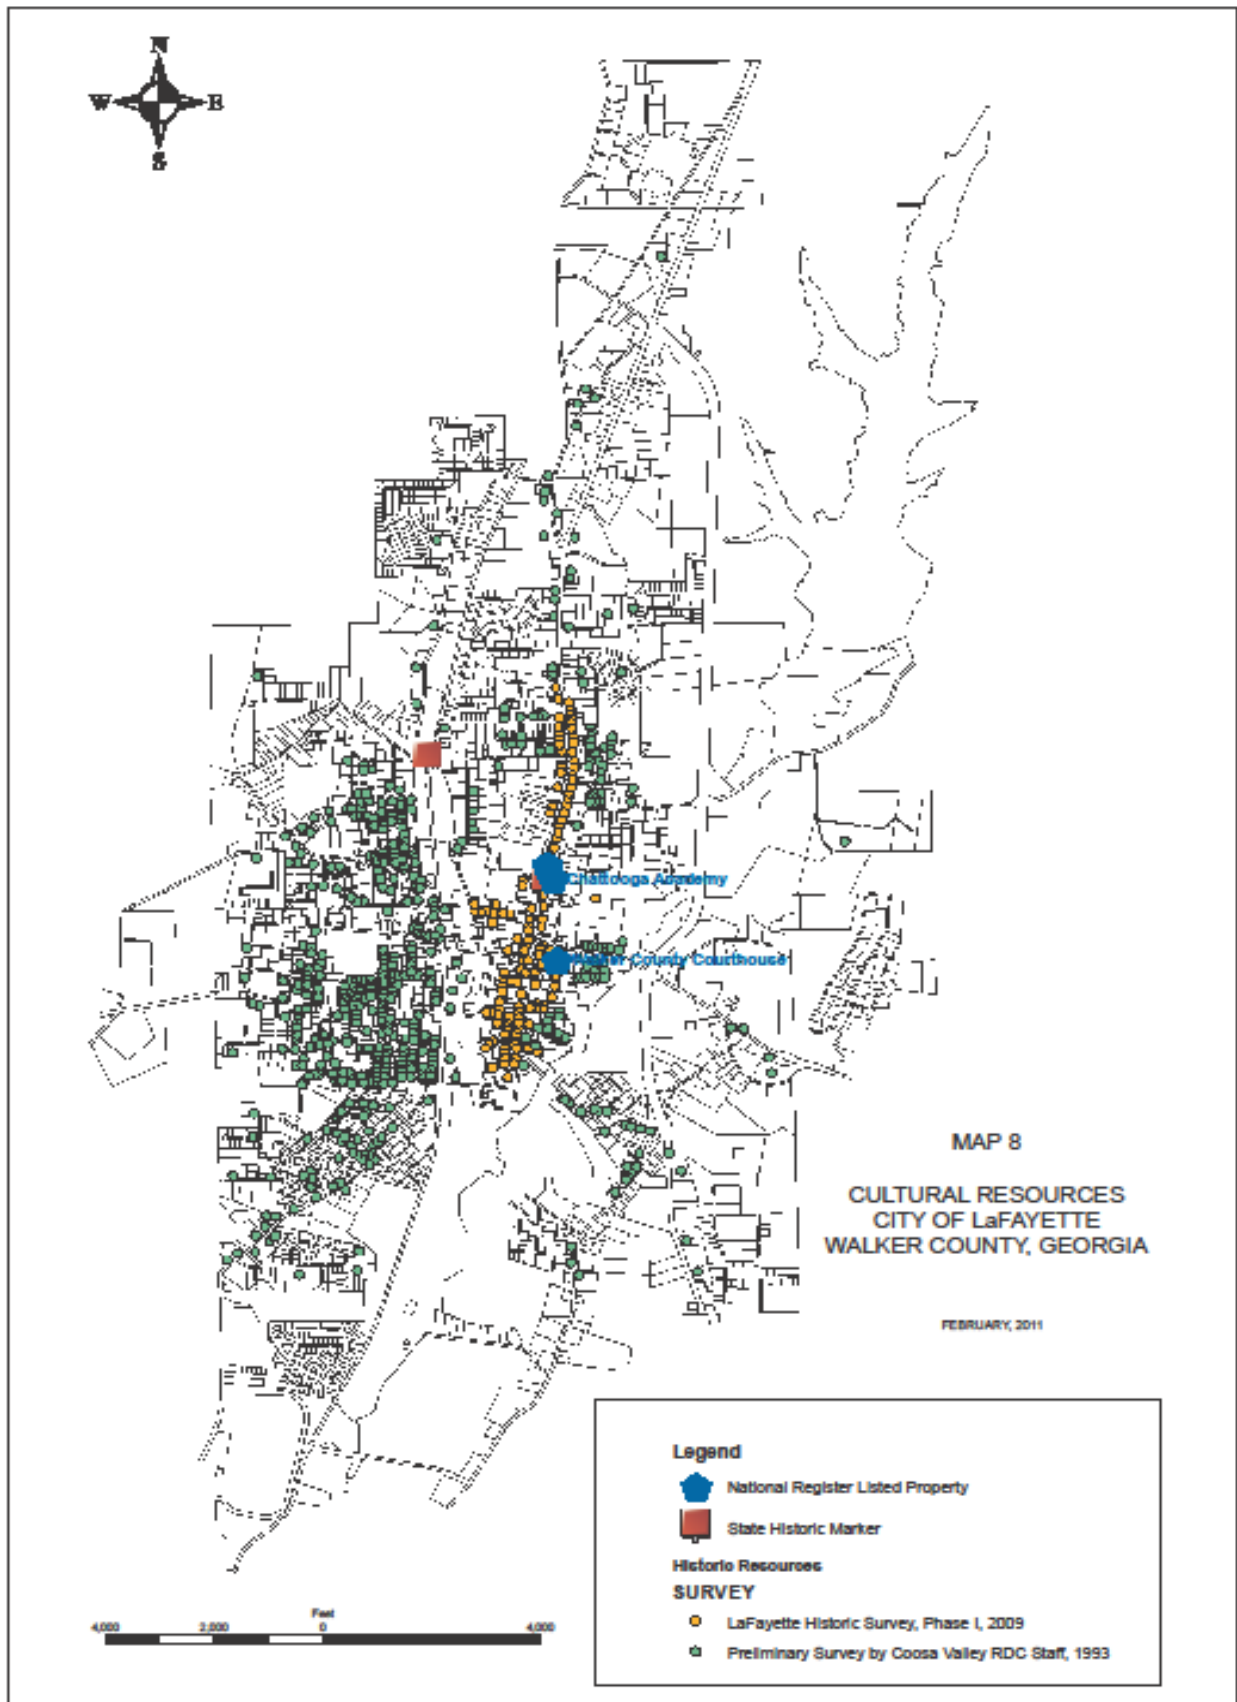 N
W E
S
Chattooga Academy
Walker County Courthouse
MAP 8
CULTURAL RESOURCES
CITY OF LaFAYETTE
WALKER COUNTY, GEORGIA
FEBRUARY, 2011
Legend
National Register Listed Property
State Historic Marker
Historic Resources
SURVEY
LaFayette Historic Survey, Phase I, 2009
Preliminary Survey by Coosa Valley RDC Staff, 1993
Feet
4,000 2,000 0 4,000